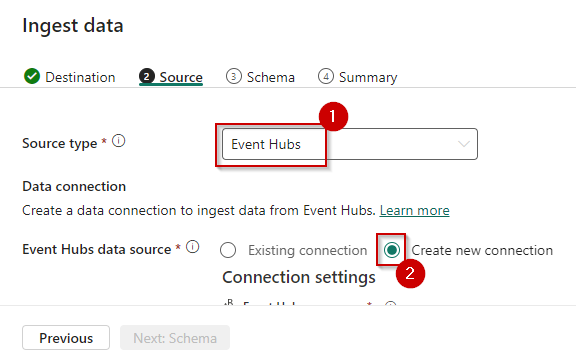 Ingest data
Destination 2 Source 3 Schema 4 Summary
1
Source type * Event Hubs
Data connection
Create a data connection to ingest data from Event Hubs. Learn more
Event Hubs data source * Existing connection Create new connection
2
Connection settings
Previous Next: Schema